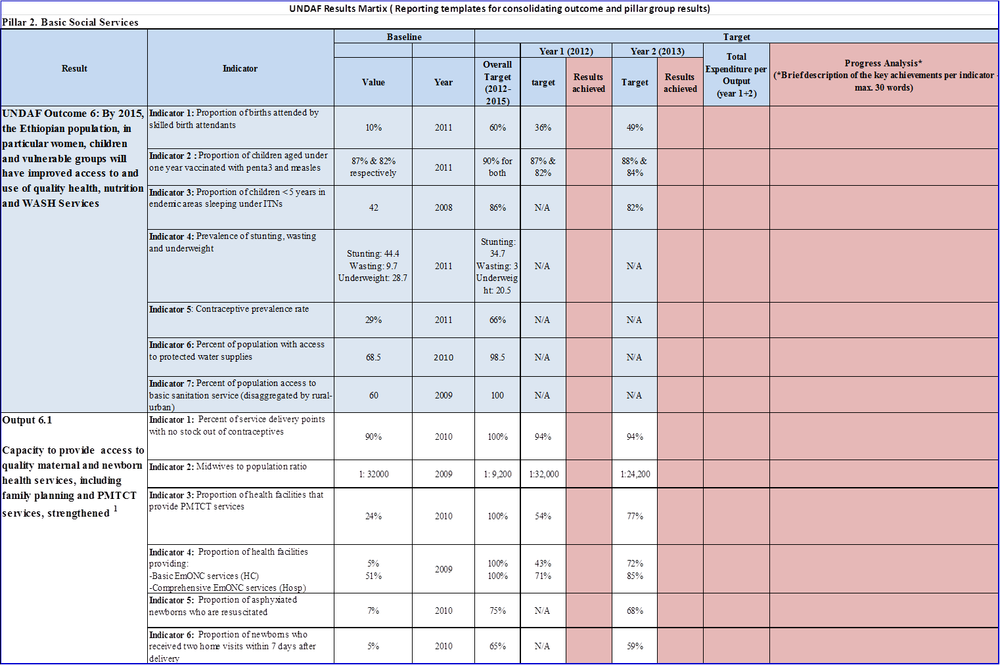 UNDAF Results Martix ( Reporting templates for consolidating outcome and pillar group results)
Pillar 2. Basic Social Services
Result
Indicator
Baseline
Target
Value
Year
Overall
Target
(2012-
2015)
Year 1 (2012)
target
Results
achieved
Year 2 (2013)
Target
Results
achieved
Total
Expenditure per
Output
(year 1+2)
Progress Analysis*
(*Brief description of the key achievements per indicator -
max. 30 words)
UNDAF Outcome 6: By 2015,
the Ethiopian population, in
particular women, children
and vulnerable groups will
have improved access to and
use of quality health, nutrition
and WASH Services
Indicator 1: Proportion of births attended by
skilled birth attendants
10%
2011
60%
36%
49%
Indicator 2 : Proportion of children aged under
one year vaccinated with penta3 and measles
87% & 82%
respectively
2011
90% for
both
87% &
82%
88% &
84%
Indicator 3: Proportion of children <5 years in
endemic areas sleeping under ITNs
42
2008
86%
N/A
82%
Indicator 4: Prevalence of stunting, wasting
and underweight
Stunting: 44.4
Wasting: 9.7
Underweight: 28.7
2011
Stunting:
34.7
Wasting: 3
Underweig
ht: 20.5
N/A
N/A
Indicator 5: Contraceptive prevalence rate
29%
2011
66%
N/A
N/A
Indicator 6: Percent of population with access
to protected water supplies
68.5
2010
98.5
N/A
N/A
Indicator 7: Percent of population access to
basic sanitation service (disaggregated by rural-
urban)
60
2009
100
N/A
N/A
Output 6.1
Capacity to provide access to
quality maternal and newborn
health services, including
family planning and PMTCT
services, strengthened 1
Indicator 1: Percent of service delivery points
with no stock out of contraceptives
90%
2010
100%
94%
94%
Indicator 2: Midwives to population ratio
1: 32000
2009
1: 9,200
1:32,000
1:24,200
Indicator 3: Proportion of health facilities that
provide PMTCT services
24%
2010
100%
54%
77%
Indicator 4: Proportion of health facilities
providing:
-Basic EmONC services (HC)
-Comprehensive EmONC services (Hosp)
5%
51%
2009
100%
100%
43%
71%
72%
85%
Indicator 5: Proportion of asphyxiated
newborns who are resuscitated
7%
2010
75%
N/A
68%
Indicator 6: Proportion of newborns who
received two home visits within 7 days after
delivery
5%
2010
65%
N/A
59%